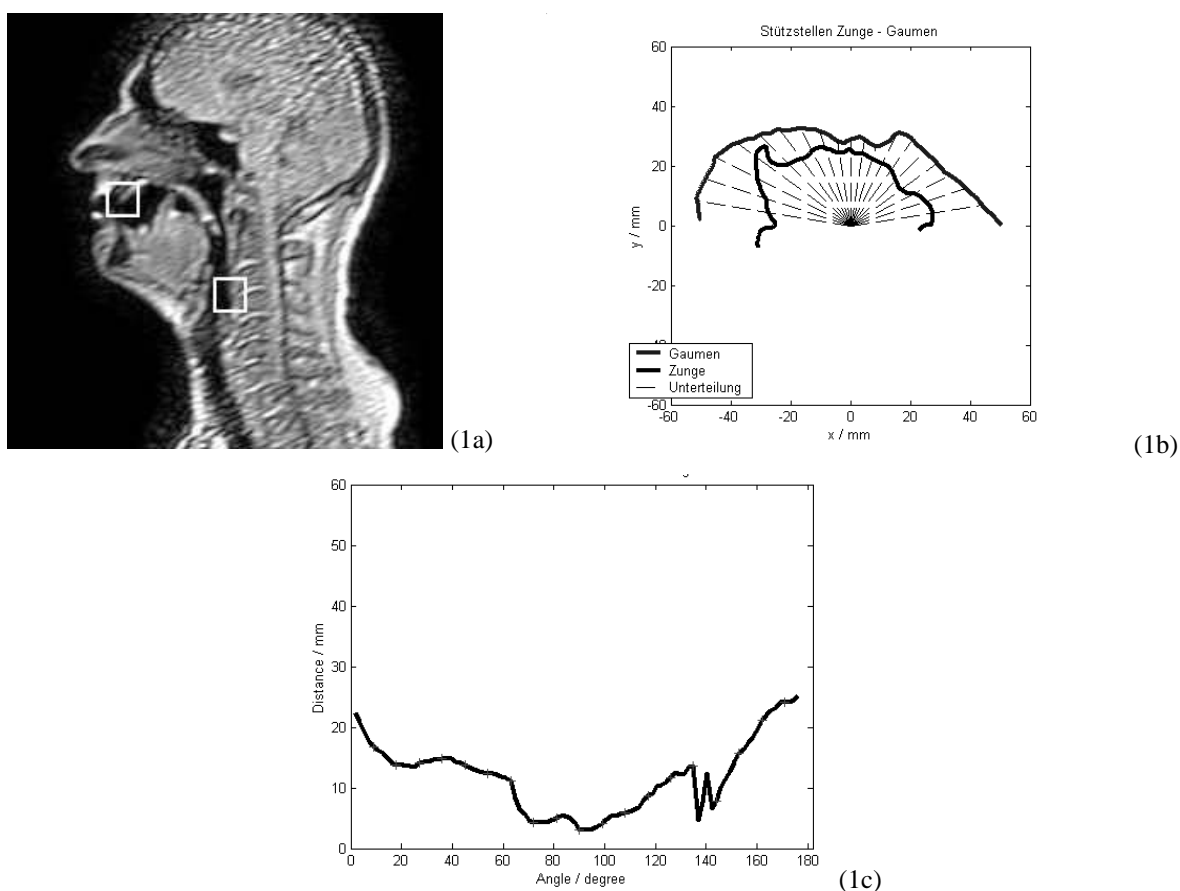 (1a)
Stützstellen Zunge - Gaumen
60
40
20
0
-20
-40
-60
y / mm
Gaumen
Zunge
Unterteilung
-60 -40 -20 0 20 40 60
x / mm
(1b)
60
50
40
30
20
10
0
Distance / mm
0 20 40 60 80 100 120 140 160 180
Angle / degree
(1c)